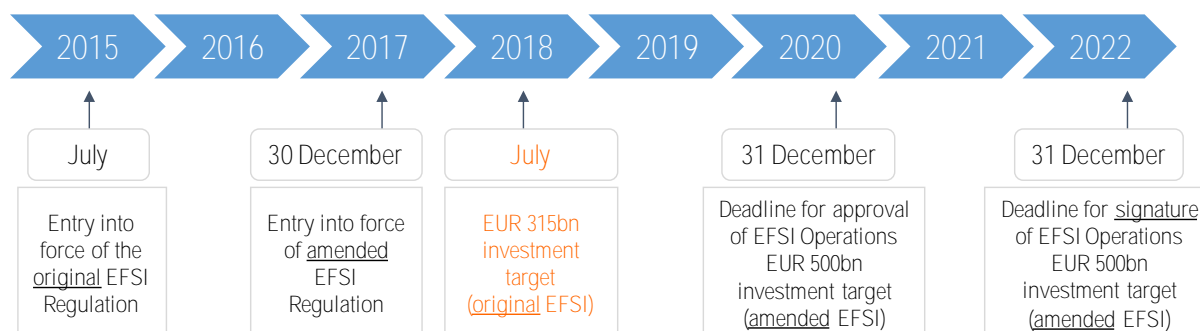 2015 2016 2017 2018 2019 2020 2021 2022
July
Entry into
force of the
original EFSI
Regulation
30 December
Entry into force
of amended
EFSI
Regulation
July
EUR 315bn
investment
target
(original EFSI)
31 December
Deadline for approval
of EFSI Operations
EUR 500bn
investment target
(amended EFSI)
31 December
Deadline for signature
of EFSI Operations
EUR 500bn
investment target
(amended EFSI)